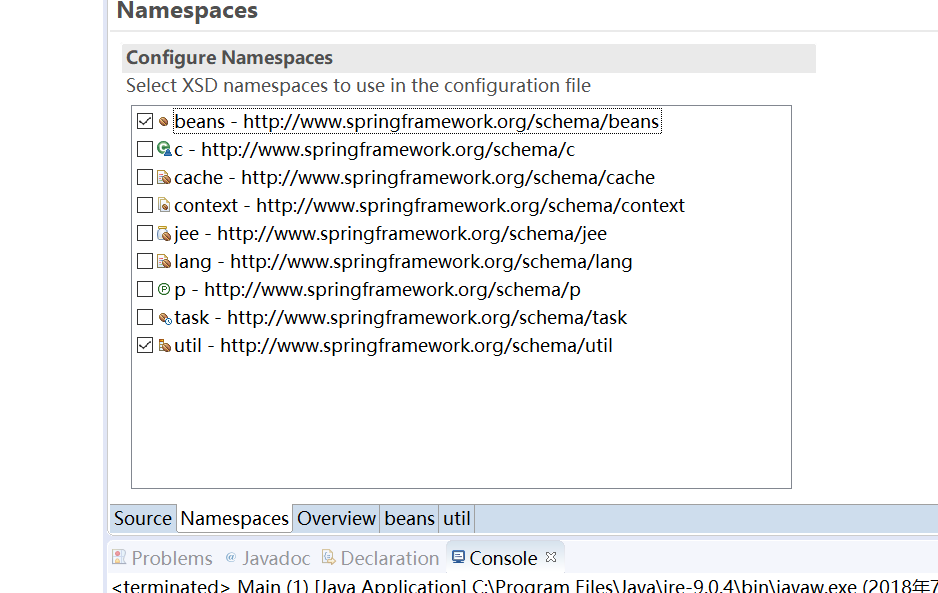 Namespaces
Configure Namespaces
Select XSD namespaces to use in the configuration file
beans - http://www.springframework.org/schema/beans
c - http://www.springframework.org/schema/c
cache - http://www.springframework.org/schema/cache
context - http://www.springframework.org/schema/context
jee - http://www.springframework.org/schema/jee
lang - http://www.springframework.org/schema/lang
p - http://www.springframework.org/schema/p
task - http://www.springframework.org/schema/task
util - http://www.springframework.org/schema/util
Source Namespaces Overview beans util
Problems @ Javadoc Declaration Console
<terminated> Main (1) [Java Application] C:\Program Files\Java\jre-9.0.4\bin\javaw.exe (2018年7